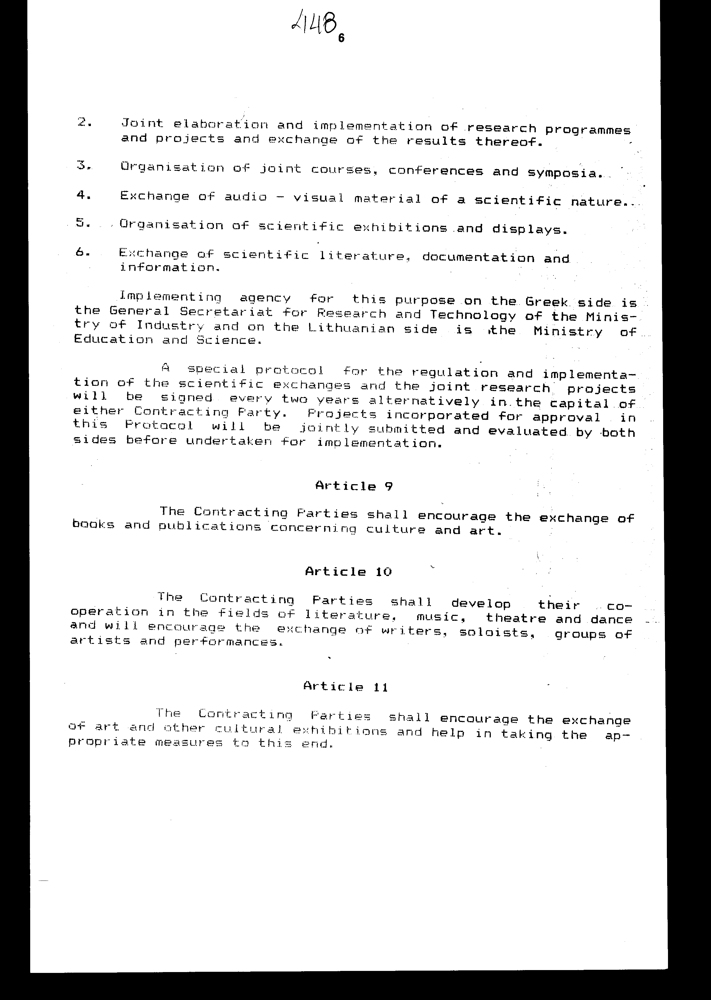 448
6
2. Joint elaboration and implementation of research programmes
and projects and exchange of the results thereof.
3. Organisation of joint courses, conferences and symposia.
4. Exchange of audio - visual material of a scientific nature.
5. Organisation of scientific exhibitions and displays.
6. Exchange of scientific literature, documentation and
information.
Implementing agency for this purpose on the Greek side is
the General Secretariat for Research and Technology of the Minis-
try of Industry and on the Lithuanian side is the Ministry of
Education and Science.
A special protocol for the regulation and implementa-
tion of the scientific exchanges and the joint research projects
will be signed every two years alternatively in the capital of
either Contracting Party. Projects incorporated for approval in
this Protocol will be jointly submitted and evaluated by both
sides before undertaken for implementation.
Article 9
The Contracting Parties shall encourage the exchange of
books and publications concerning culture and art.
Article 10
The Contracting Parties shall develop their co-
operation in the fields of literature, music, theatre and dance
and will encourage the exchange of writers, soloists, groups of
artists and performances.
Article 11
The Contracting Parties shall encourage the exchange
of art and other cultural exhibitions and help in taking the ap-
propriate measures to this end.